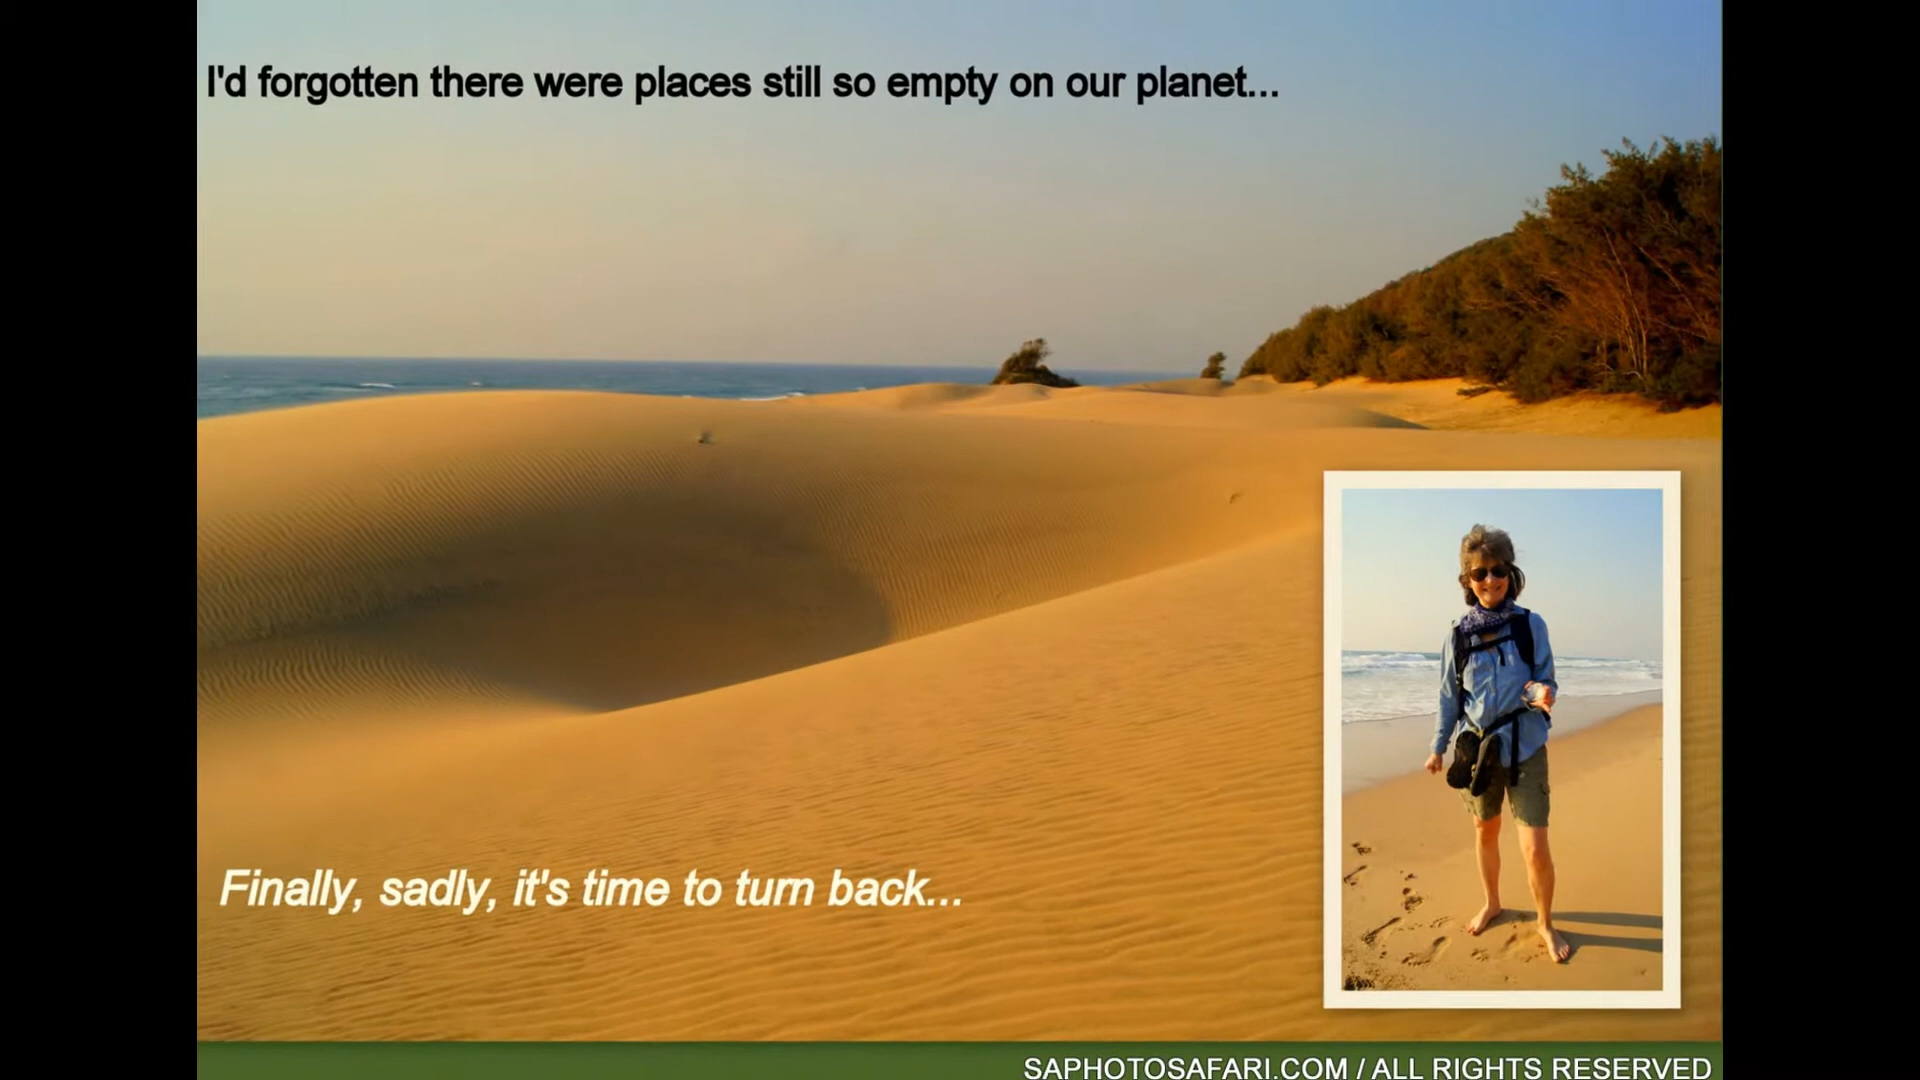 I'd forgotten there were places still so empty on our planet...
Finally, sadly, it's time to turn back...
SAPHOTOSAFARI.COM / ALL RIGHTS RESERVED